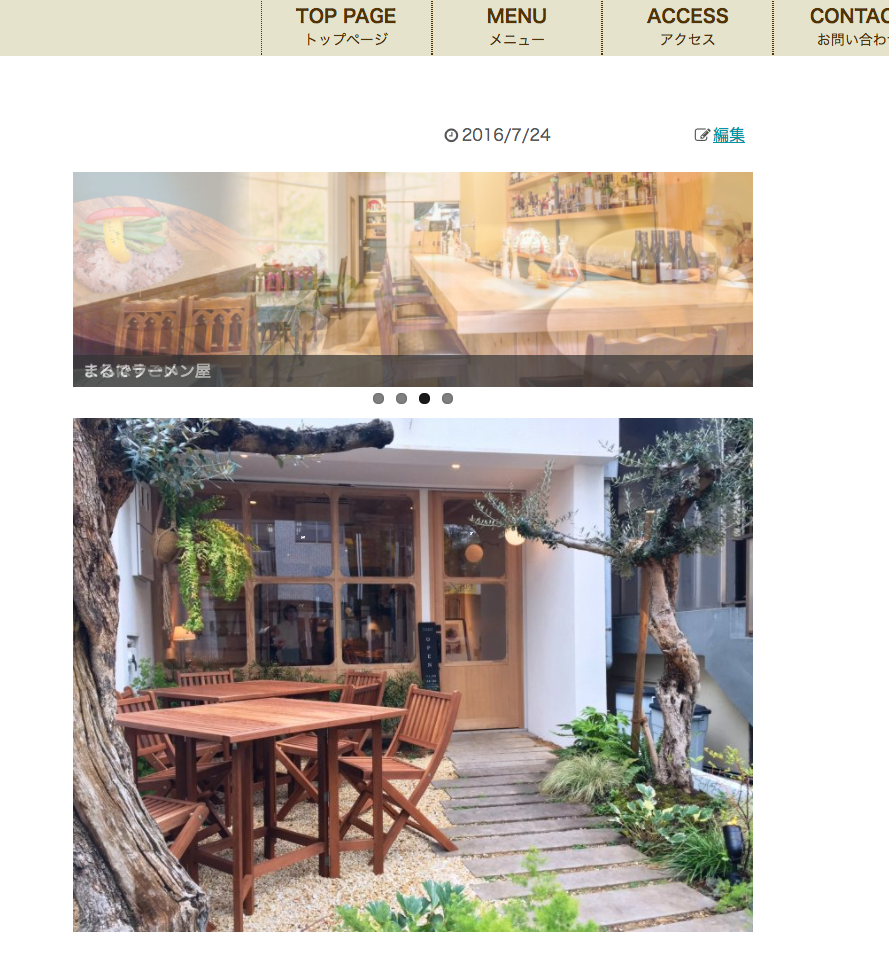 TOP PAGE
トップページ
MENU
メニュー
ACCESS
アクセス
CONTAC
お問い合わ
2016/7/24
編集
まるでラーメン屋
OPEN